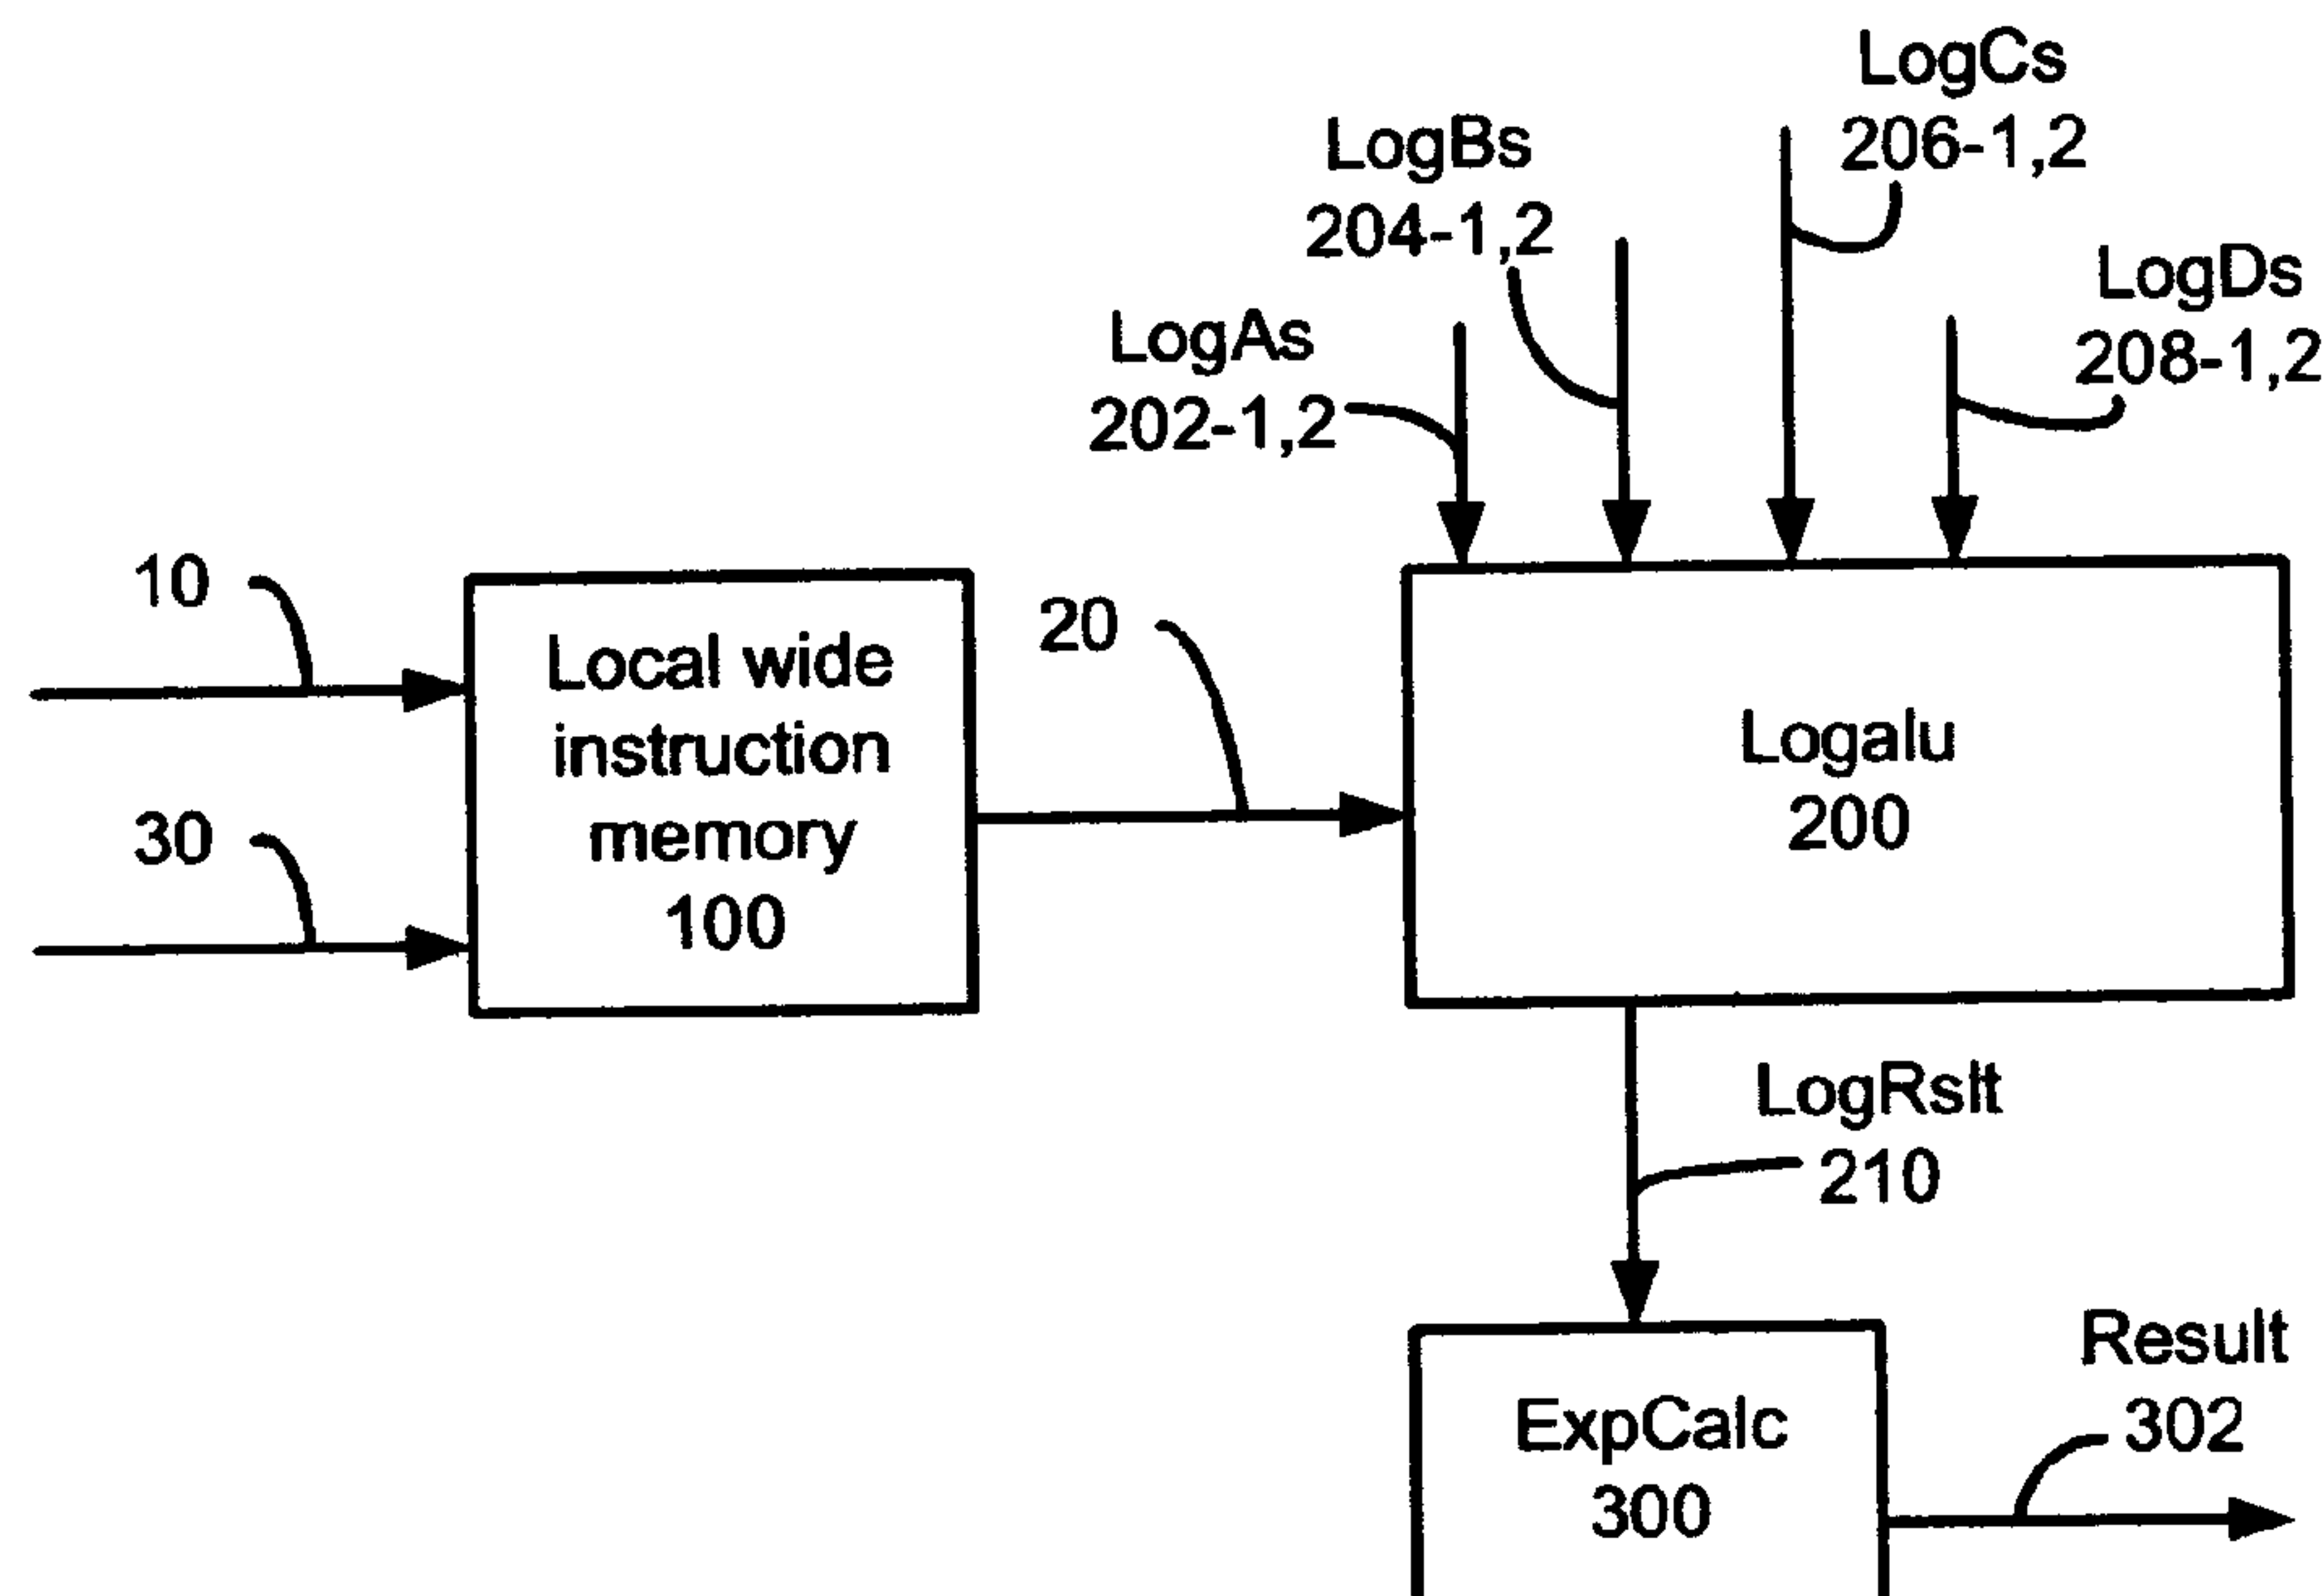 LogCs
206-1,2
LogBs
204-1,2
LogDs
208-1,2
LogAs
202-1,2
10
30
Local wide
instruction
memory
100
20
Logalu
200
LogRslt
210
ExpCalc
300
Result
302